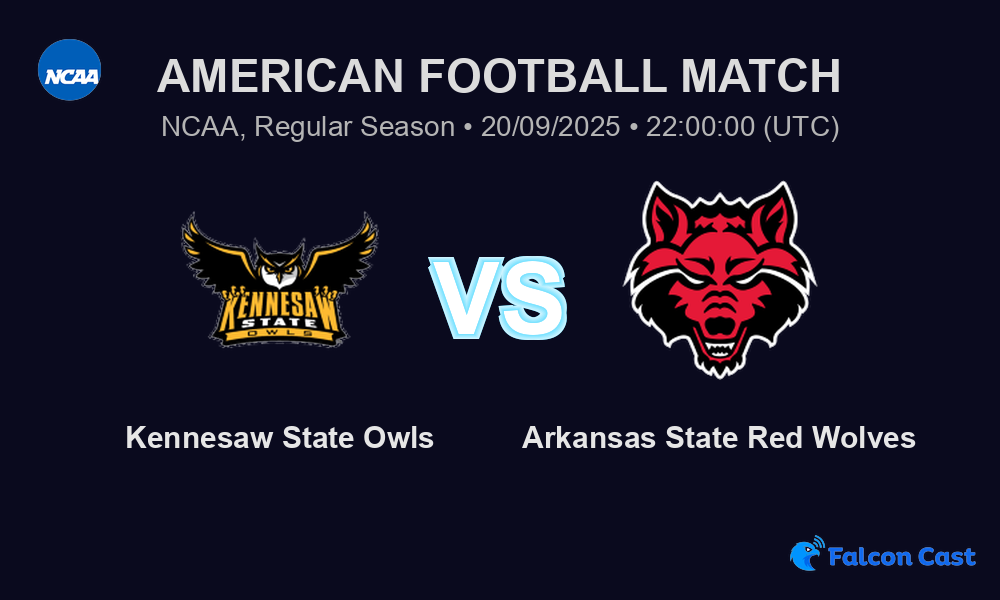 NCAA
AMERICAN FOOTBALL MATCH
NCAA, Regular Season • 20/09/2025 • 22:00:00 (UTC)
KENNESAW
STATE
OWLS
VS
Kennesaw State Owls
Arkansas State Red Wolves
Falcon Cast